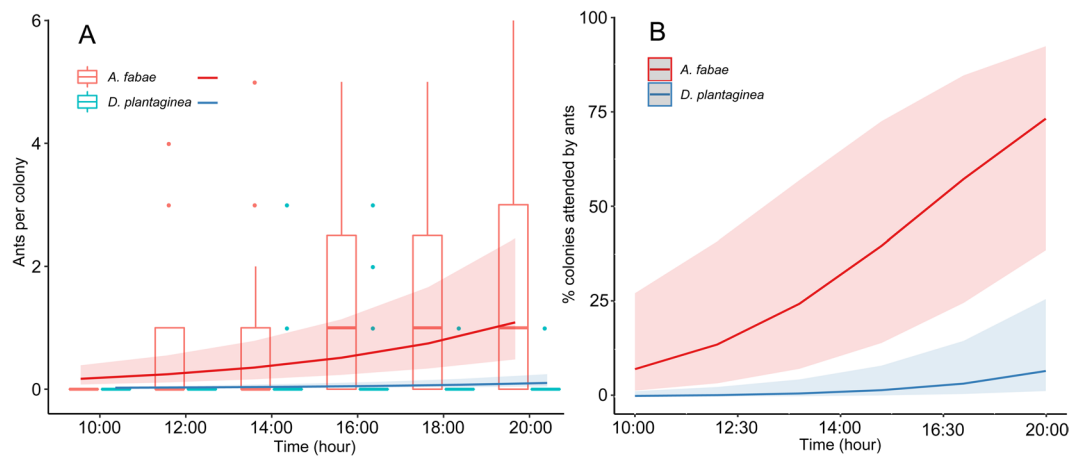 A
A. fabae
D. plantaginea
Ants per colony
6
4
2
0
10:00 12:00 14:00 16:00 18:00 20:00
Time (hour)
B
A. fabae
D. plantaginea
% colonies attended by ants
100
75
50
25
0
10:00 12:30 14:00 16:30 20:00
Time (hour)